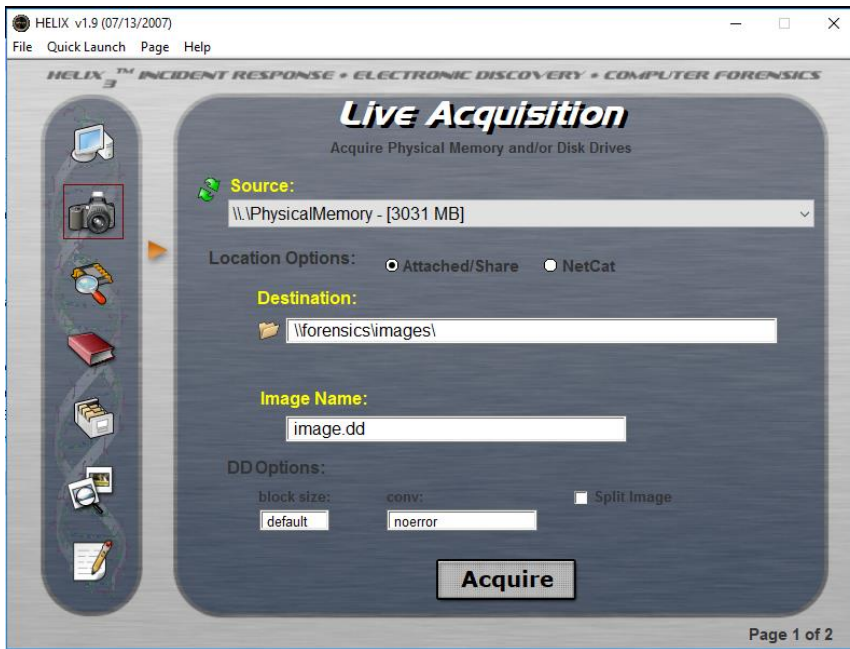 HELIX v1.9 (07/13/2007)
File Quick Launch Page Help
HELIX3™ INCIDENT RESPONSE • ELECTRONIC DISCOVERY • COMPUTER FORENSICS
Live Acquisition
Acquire Physical Memory and/or Disk Drives
Source:
\\.\PhysicalMemory - [3031 MB]
Location Options: Attached/Share NetCat
Destination:
\\forensics\images\
Image Name:
image.dd
DD Options:
block size: conv: Split Image
default noerror
Acquire
Page 1 of 2